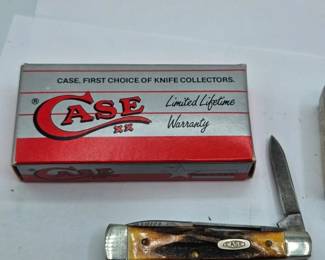 CASE. FIRST CHOICE OF KNIFE COLLECTORS.
® CASE
XX
Limited Lifetime
Warranty
CASE